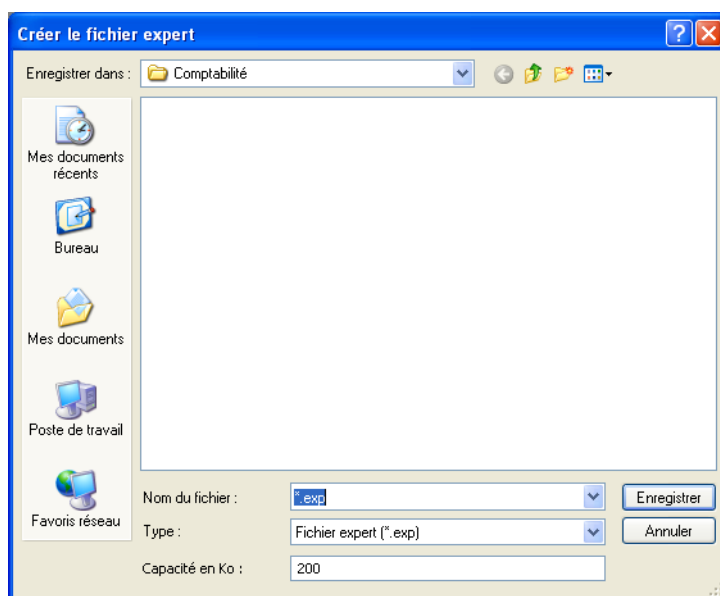 Créer le fichier expert
Enregistrer dans :
Comptabilité
Mes documents
récents
Bureau
Mes documents
Poste de travail
Favoris réseau
Nom du fichier :
*.exp
Enregistrer
Type :
Fichier expert (*.exp)
Annuler
Capacité en Ko :
200